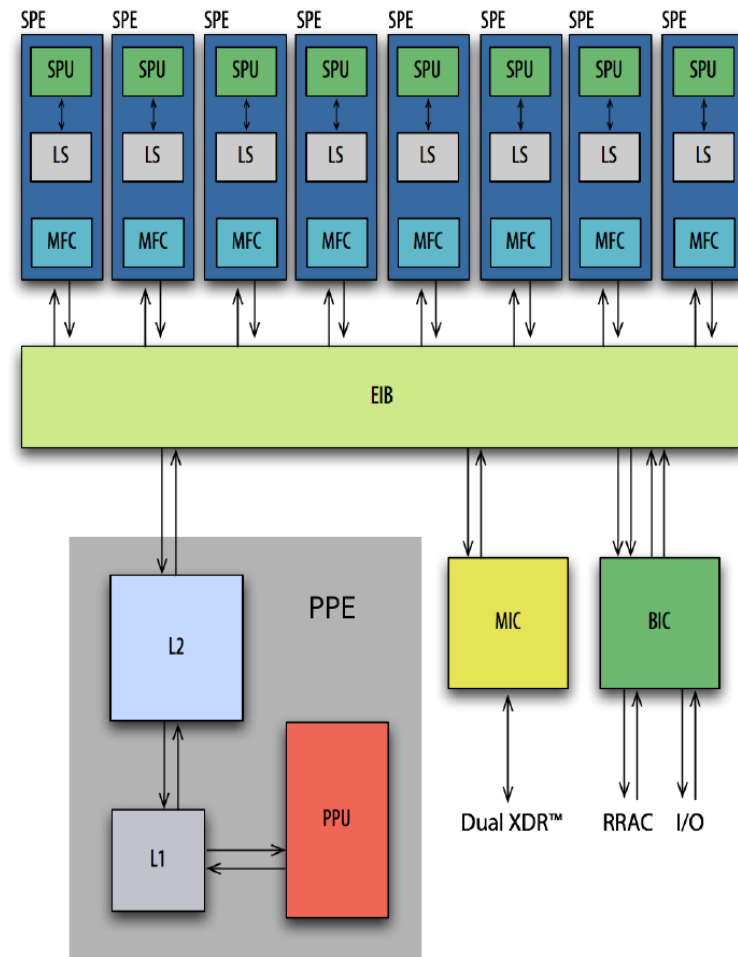 SPE SPE SPE SPE SPE SPE SPE SPE
SPU SPU SPU SPU SPU SPU SPU SPU
LS LS LS LS LS LS LS LS
MFC MFC MFC MFC MFC MFC MFC MFC
EIB
PPE
L2
MIC
BIC
PPU
L1
Dual XDR™ RRAC I/O